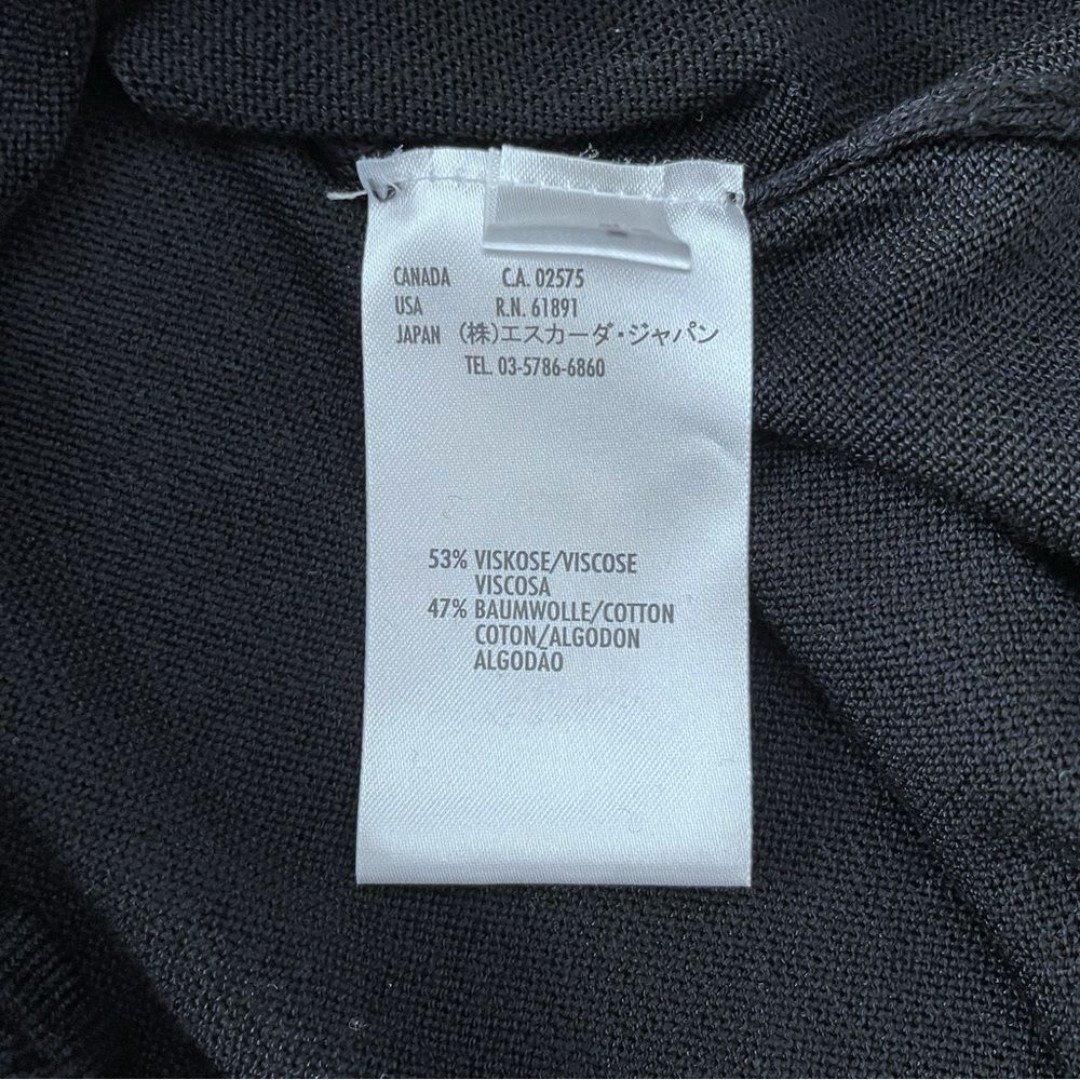 CANADA C.A. 02575
USA R.N. 61891
JAPAN (株)エスカーダ・ジャパン
TEL. 03-5786-6860
53% VISKOSE/VISCOSE
VISCOSA
47% BAUMWOLLE/COTTON
COTON/ALGODON
ALGODAO